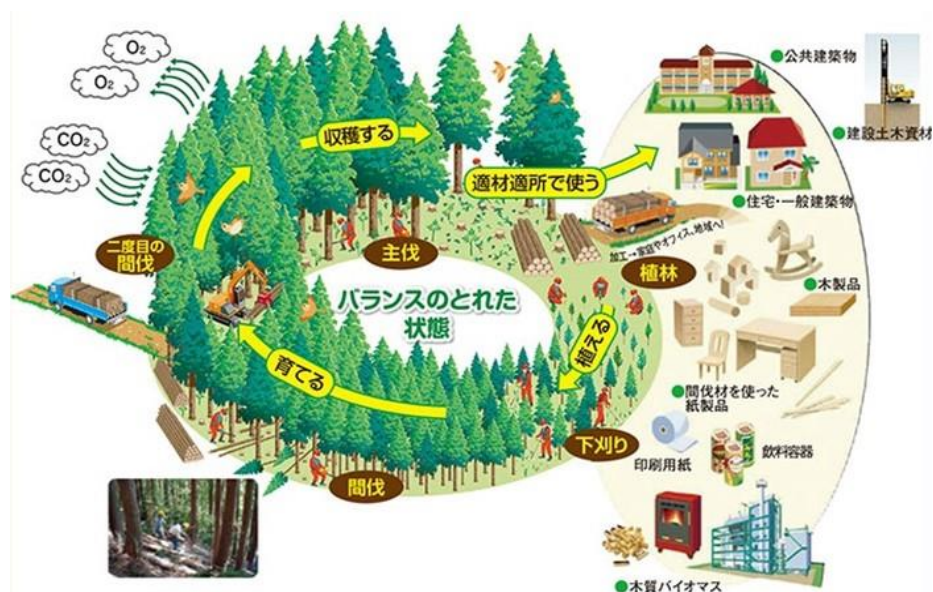 O₂
O₂
CO₂
CO₂
収穫する
適材適所で使う
公共建築物
建設土木資材
住宅・一般建築物
加工→家庭やオフィス、地域へ!
二度目の
間伐
主伐
植林
木製品
バランスのとれた
状態
植える
育てる
間伐材を使った
紙製品
下刈り
印刷用紙
飲料容器
間伐
木質バイオマス